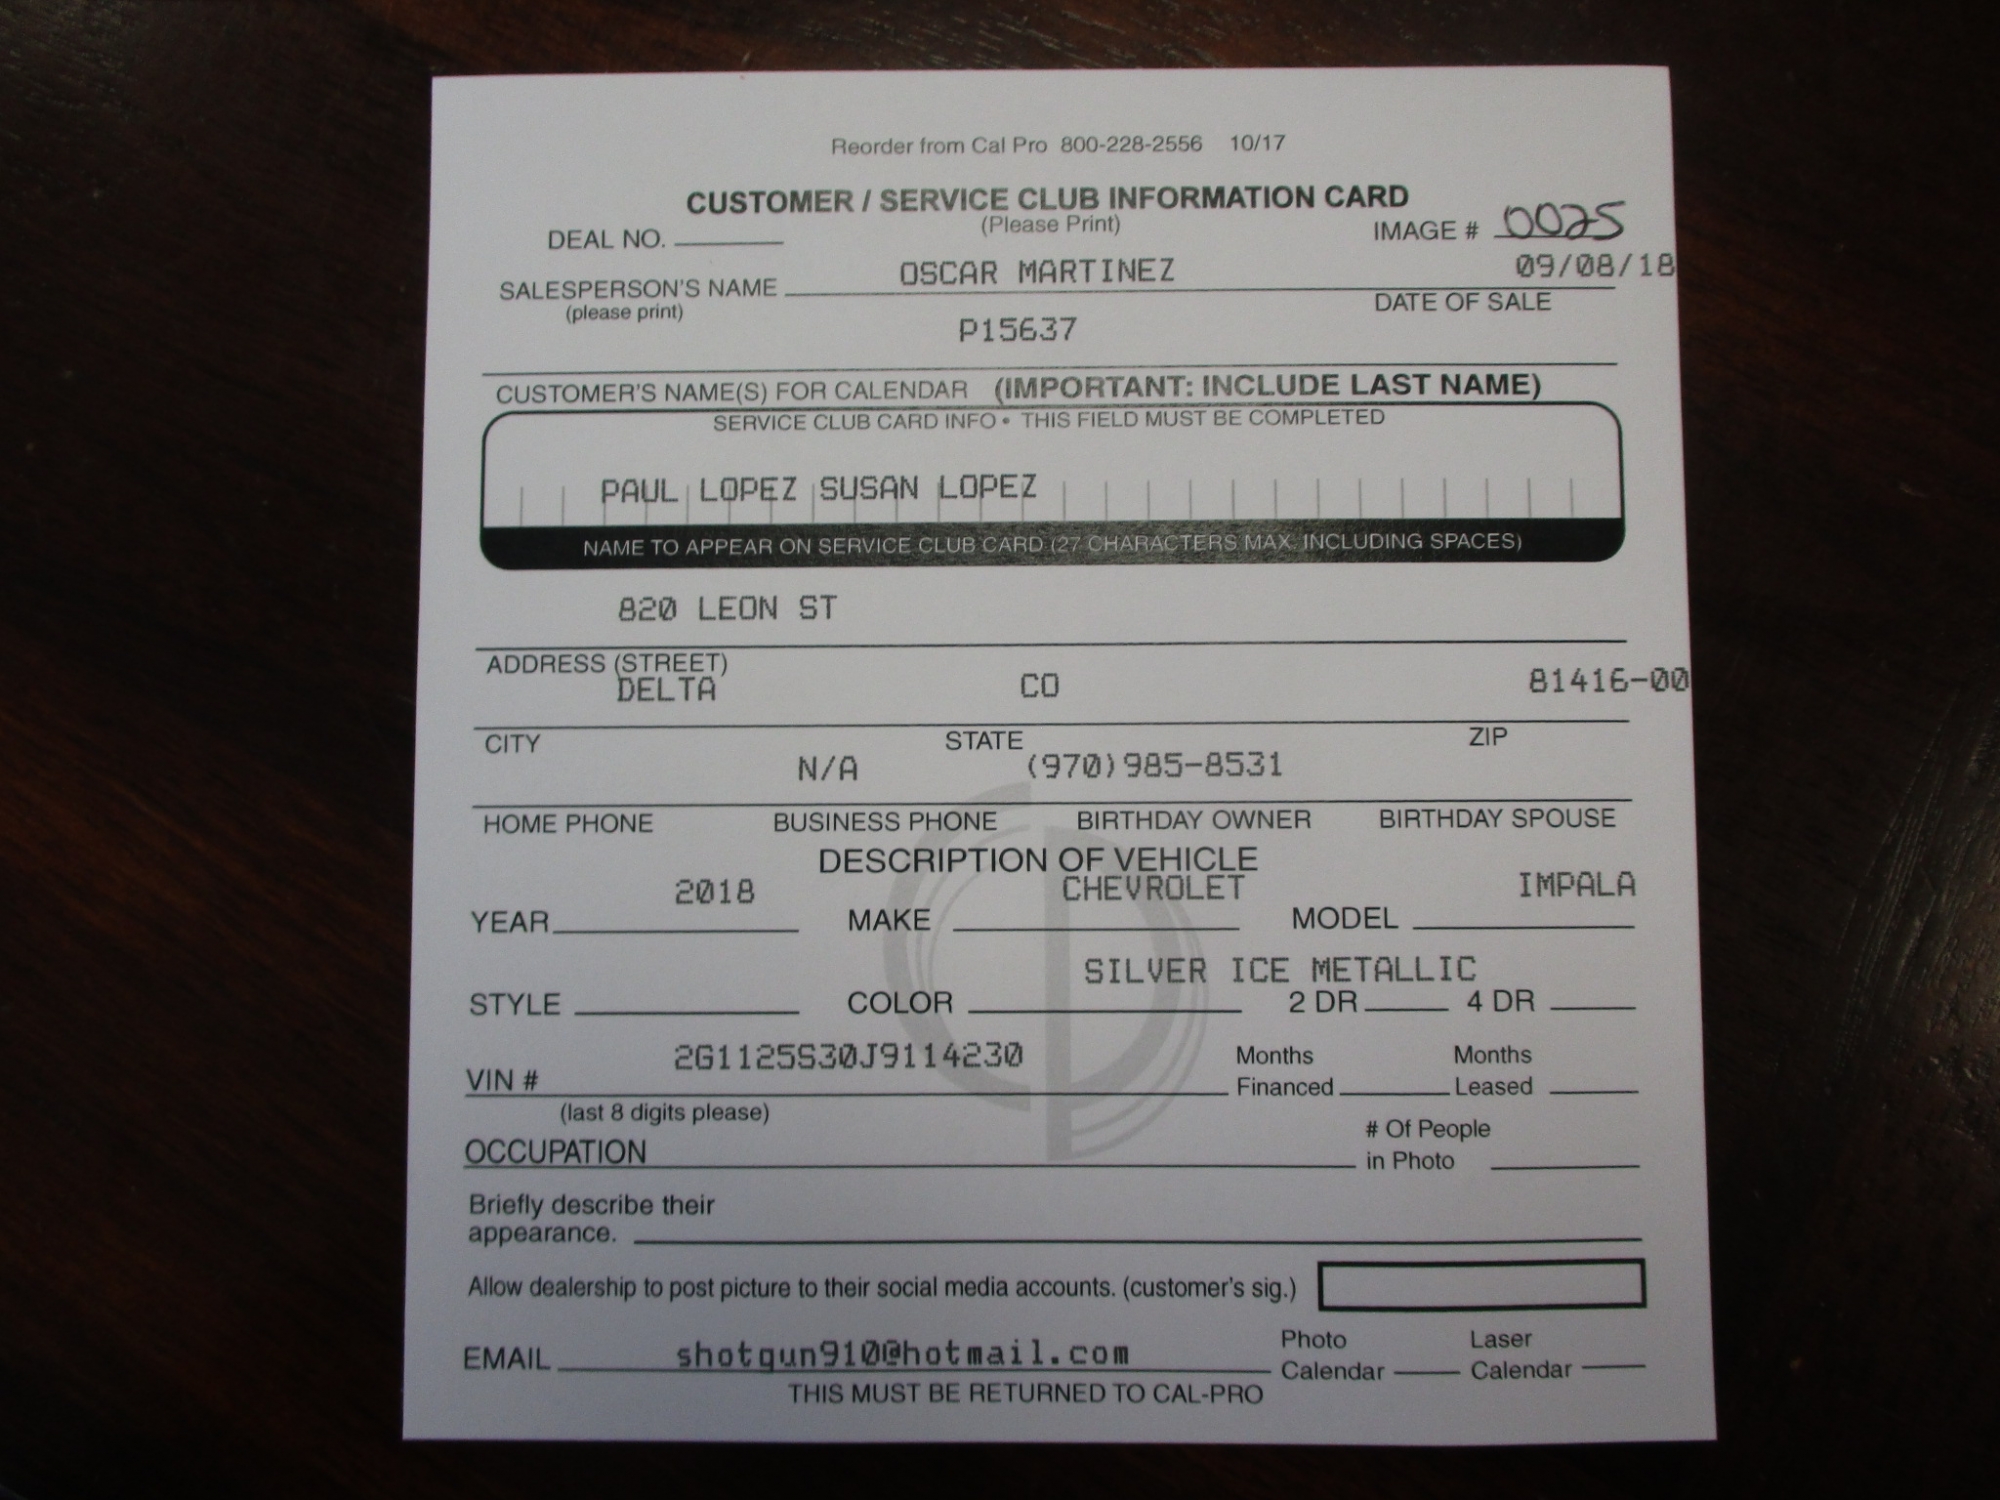 Reorder from Cal Pro 800-228-2556 10/17
CUSTOMER / SERVICE CLUB INFORMATION CARD
(Please Print)
DEAL NO. IMAGE # 0025
09/08/18
SALESPERSON'S NAME OSCAR MARTINEZ
(please print) DATE OF SALE
P15637
CUSTOMER'S NAME(S) FOR CALENDAR (IMPORTANT: INCLUDE LAST NAME)
SERVICE CLUB CARD INFO • THIS FIELD MUST BE COMPLETED
PAUL LOPEZ SUSAN LOPEZ
NAME TO APPEAR ON SERVICE CLUB CARD (27 CHARACTERS MAX. INCLUDING SPACES)
820 LEON ST
ADDRESS (STREET)
DELTA CO 81416-00
CITY STATE ZIP
N/A (970)985-8531
HOME PHONE BUSINESS PHONE BIRTHDAY OWNER BIRTHDAY SPOUSE
DESCRIPTION OF VEHICLE
2018 CHEVROLET IMPALA
YEAR MAKE MODEL
SILVER ICE METALLIC
STYLE COLOR 2 DR 4 DR
2G1125S30J9114230 Months Months
VIN # Financed Leased
(last 8 digits please)
# Of People
OCCUPATION in Photo
Briefly describe their
appearance.
Allow dealership to post picture to their social media accounts. (customer's sig.)
Photo Laser
EMAIL shotgun910@hotmail.com Calendar Calendar
THIS MUST BE RETURNED TO CAL-PRO